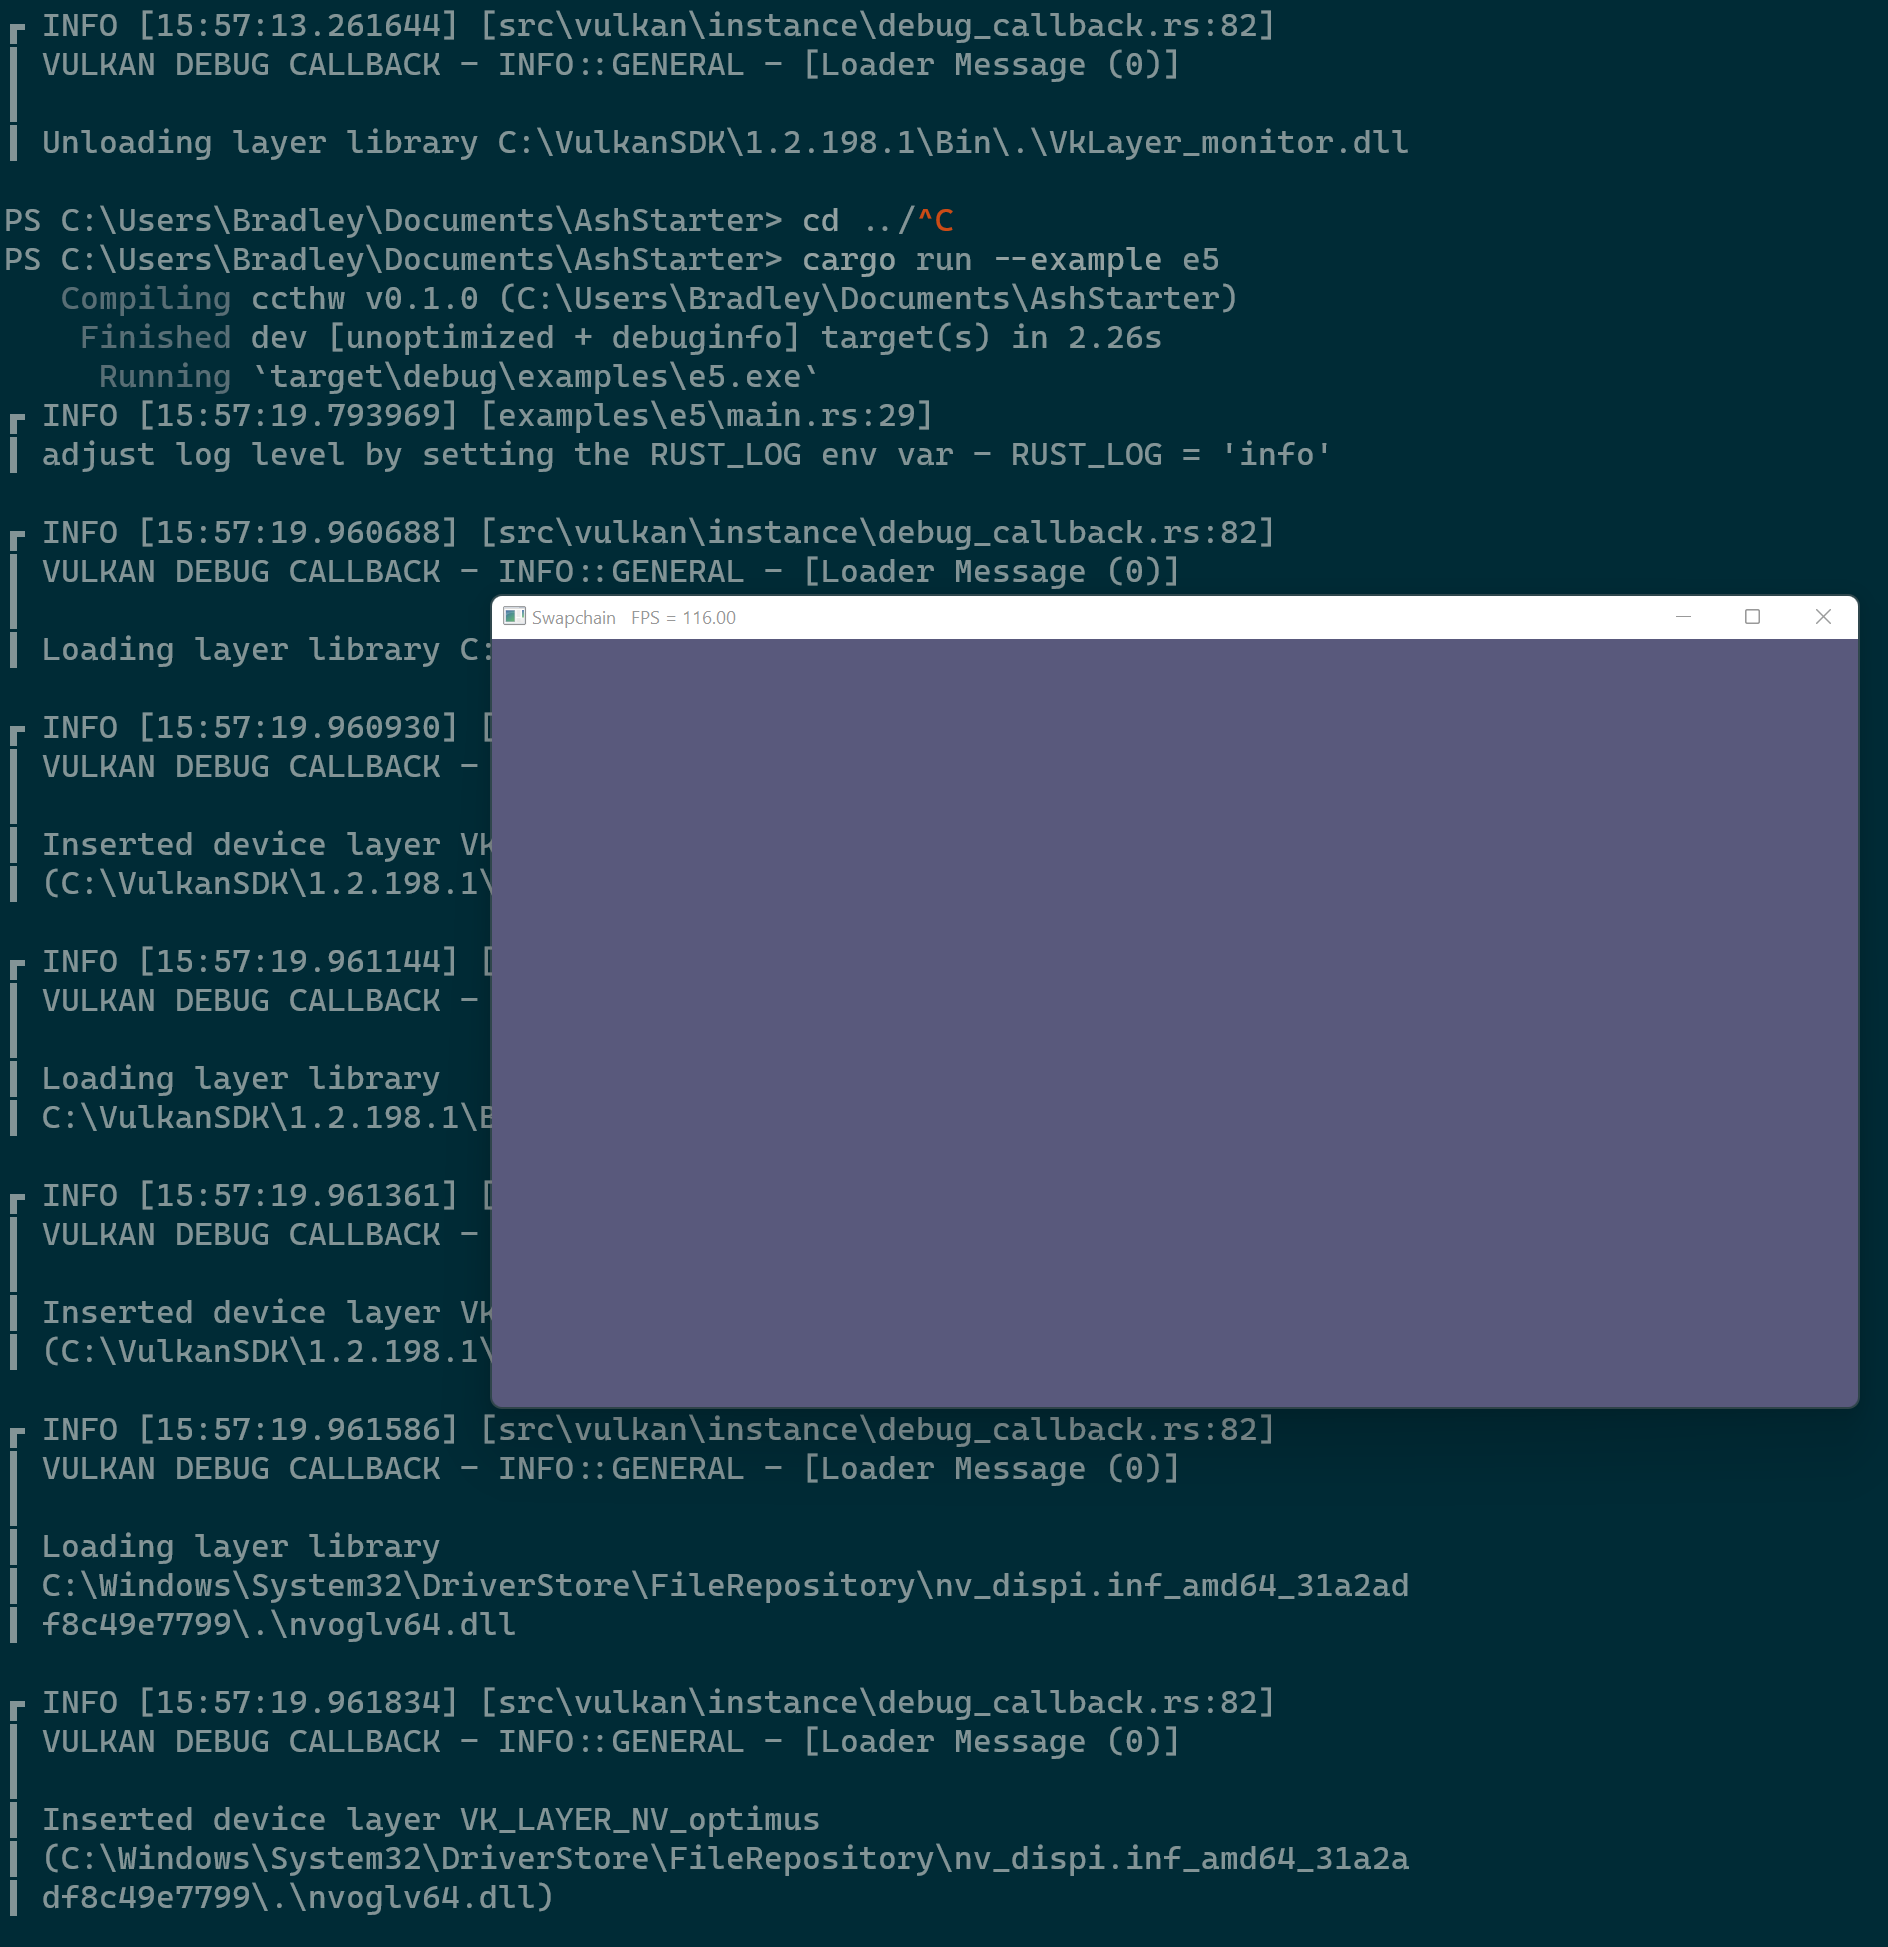 INFO [15:57:13.261644] [src\vulkan\instance\debug_callback.rs:82]
VULKAN DEBUG CALLBACK - INFO::GENERAL - [Loader Message (0)]
Unloading layer library C:\VulkanSDK\1.2.198.1\Bin\.\VkLayer_monitor.dll
PS C:\Users\Bradley\Documents\AshStarter> cd ../^C
PS C:\Users\Bradley\Documents\AshStarter> cargo run --example e5
Compiling ccthw v0.1.0 (C:\Users\Bradley\Documents\AshStarter)
Finished dev [unoptimized + debuginfo] target(s) in 2.26s
Running `target\debug\examples\e5.exe`
INFO [15:57:19.793969] [examples\e5\main.rs:29]
adjust log level by setting the RUST_LOG env var - RUST_LOG = 'info'
INFO [15:57:19.960688] [src\vulkan\instance\debug_callback.rs:82]
VULKAN DEBUG CALLBACK - INFO::GENERAL - [Loader Message (0)]
Swapchain FPS = 116.00
Loading layer library C:
INFO [15:57:19.960930] [
VULKAN DEBUG CALLBACK -
Inserted device layer VK
(C:\VulkanSDK\1.2.198.1\
INFO [15:57:19.961144] [
VULKAN DEBUG CALLBACK -
Loading layer library
C:\VulkanSDK\1.2.198.1\B
INFO [15:57:19.961361] [
VULKAN DEBUG CALLBACK -
Inserted device layer VK
(C:\VulkanSDK\1.2.198.1\
INFO [15:57:19.961586] [src\vulkan\instance\debug_callback.rs:82]
VULKAN DEBUG CALLBACK - INFO::GENERAL - [Loader Message (0)]
Loading layer library
C:\Windows\System32\DriverStore\FileRepository\nv_dispi.inf_amd64_31a2ad
f8c49e7799\.\nvoglv64.dll
INFO [15:57:19.961834] [src\vulkan\instance\debug_callback.rs:82]
VULKAN DEBUG CALLBACK - INFO::GENERAL - [Loader Message (0)]
Inserted device layer VK_LAYER_NV_optimus
(C:\Windows\System32\DriverStore\FileRepository\nv_dispi.inf_amd64_31a2a
df8c49e7799\.\nvoglv64.dll)